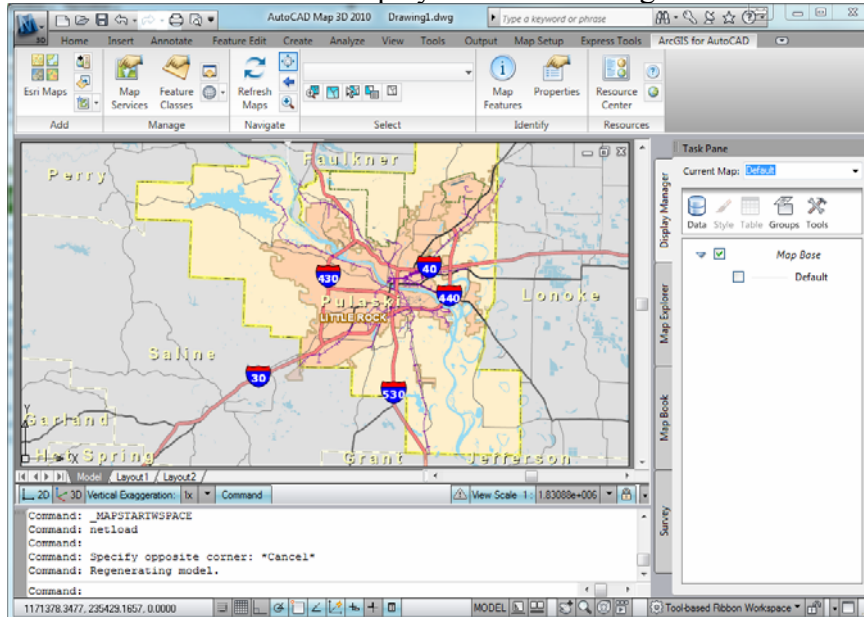 AutoCAD Map 3D 2010 Drawing1.dwg Type a keyword or phrase
3D Home Insert Annotate Feature Edit Create Analyze View Tools Output Map Setup Express Tools ArcGIS for AutoCAD
Esri Maps Map Services Feature Classes Refresh Maps Map Features Properties Resource Center
Add Manage Navigate Select Identify Resources
Task Pane
Current Map: Default
Data Style Table Groups Tools
Map Base
Default
Display Manager
Map Explorer
Map Book
Survey
Faulkner
Perry
40
430
440
Pulaski
Lonoke
LITTLE ROCK
Saline
30
530
Y
Garland
X
Hot Spring
Grant
Jefferson
Model Layout1 Layout2
2D 3D Vertical Exaggeration: 1x Command View Scale 1: 1.83088e+006
Command: _MAPSTARTWSPACE
Command: netload
Command:
Command: Specify opposite corner: *Cancel*
Command: Regenerating model.
Command:
1171378.3477, 235429.1657, 0.0000 MODEL Tool-based Ribbon Workspace